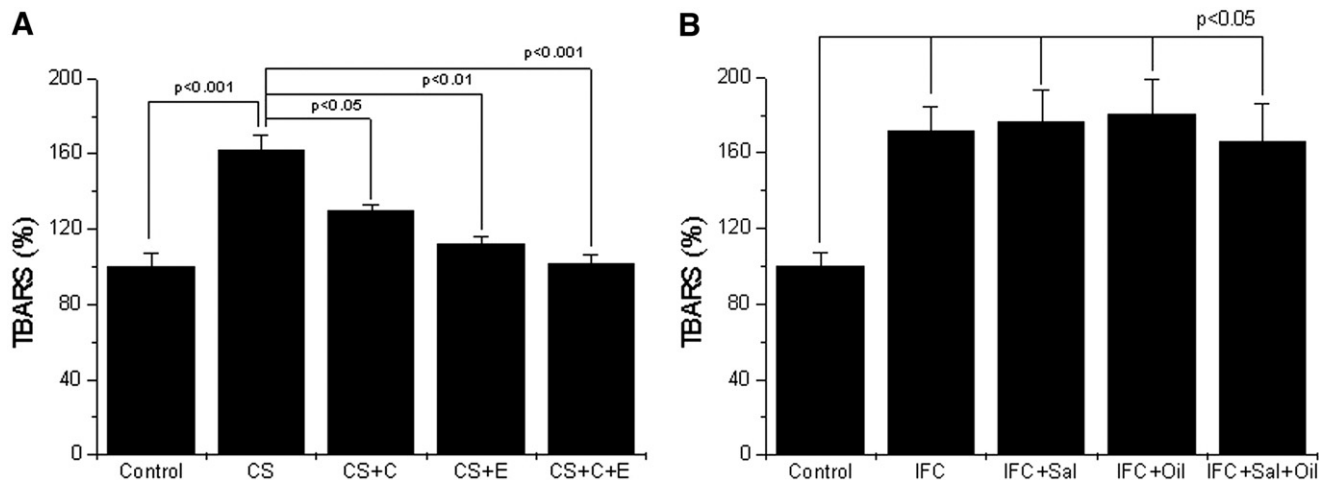 A
TBARS (%)
200
160
120
80
40
0
p<0.001
p<0.05
p<0.01
p<0.001
Control CS CS+C CS+E CS+C+E
B
TBARS (%)
200
160
120
80
40
0
p<0.05
Control IFC IFC+Sal IFC+Oil IFC+Sal+Oil